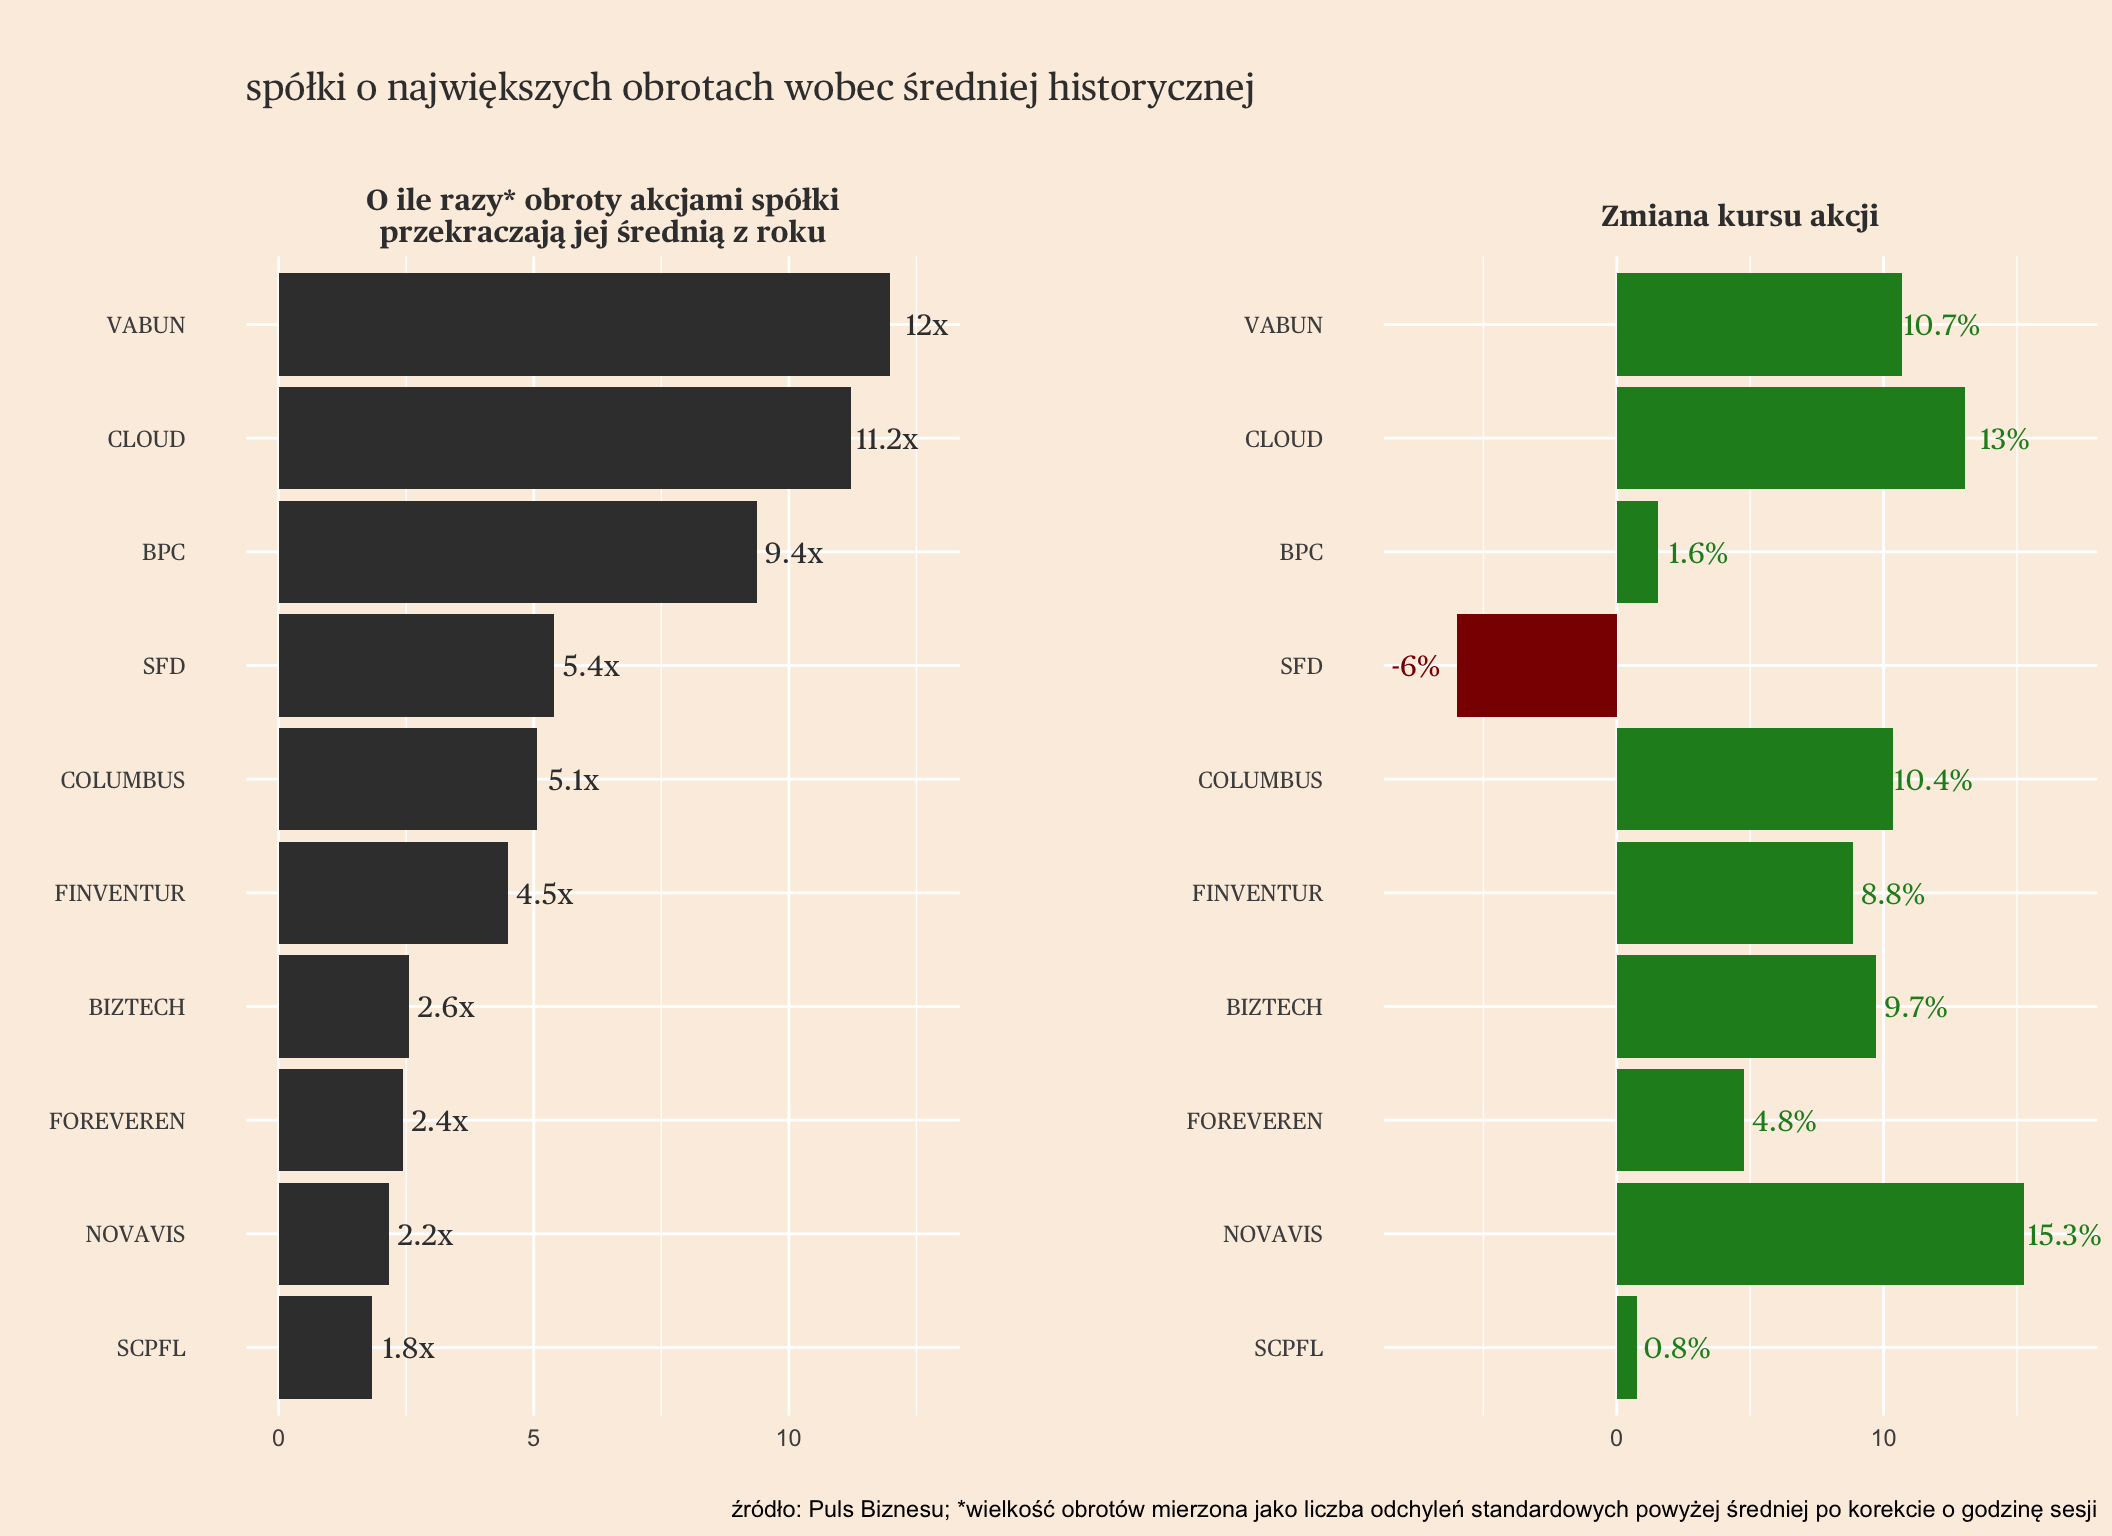 spółki o największych obrotach wobec średniej historycznej
O ile razy* obroty akcjami spółki
przekraczają jej średnią z roku
VABUN
12x
CLOUD
11.2x
BPC
9.4x
SFD
5.4x
COLUMBUS
5.1x
FINVENTUR
4.5x
BIZTECH
2.6x
FOREVEREN
2.4x
NOVAVIS
2.2x
SCPFL
1.8x
0 5 10
Zmiana kursu akcji
VABUN
10.7%
CLOUD
13%
BPC
1.6%
SFD
-6%
COLUMBUS
10.4%
FINVENTUR
8.8%
BIZTECH
9.7%
FOREVEREN
4.8%
NOVAVIS
15.3%
SCPFL
0.8%
0 10
źródło: Puls Biznesu; *wielkość obrotów mierzona jako liczba odchyleń standardowych powyżej średniej po korekcie o godzinę sesji